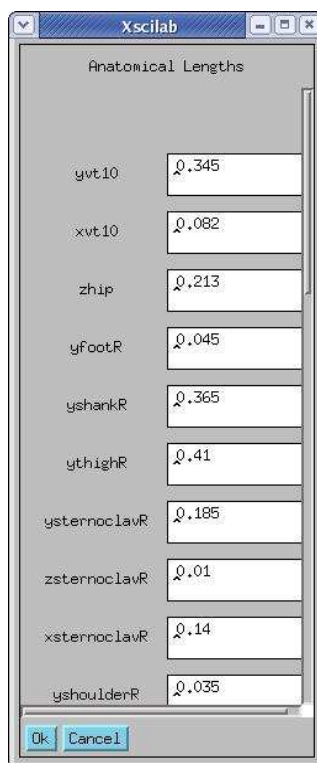 Xscilab
Anatomical Lengths
yvt10 0.345
xvt10 0.082
zhip 0.213
yfootR 0.045
yshankR 0.365
ythighR 0.41
ysternoclavR 0.185
zsternoclavR 0.01
xsternoclavR 0.14
yshoulderR 0.035
Ok Cancel